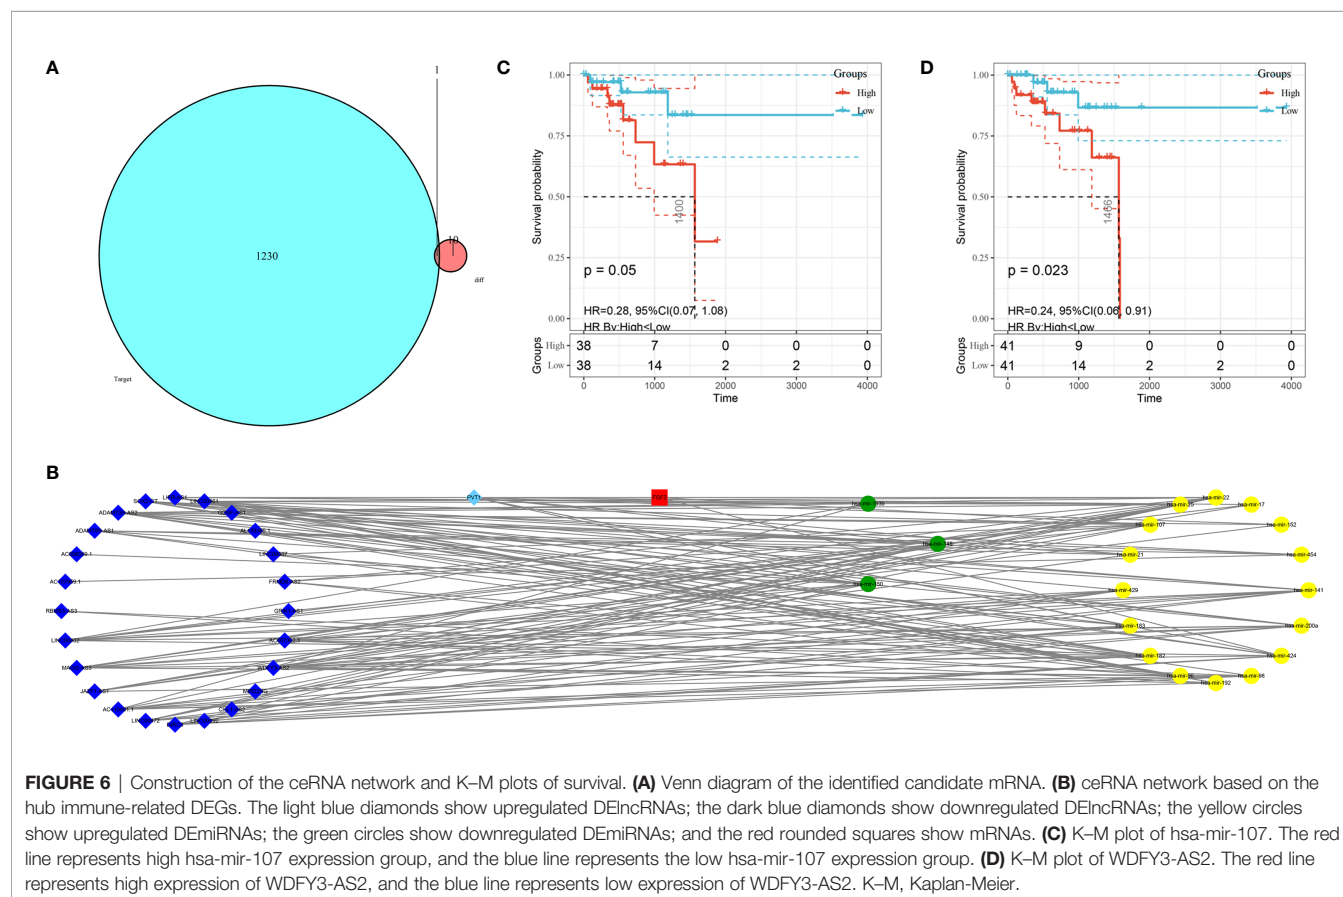 A
1
10
1230
diff
Target
C
Groups
High
Low
1.00
0.75
0.50
0.25
0.00
Survival probability
1400
p = 0.05
HR=0.28, 95%CI(0.07, 1.08)
HR By:High<Low
Groups
High 38 7 0 0 0
Low 38 14 2 2 0
0 1000 2000 3000 4000
Time
D
Groups
High
Low
1.00
0.75
0.50
0.25
0.00
Survival probability
1466
p = 0.023
HR=0.24, 95%CI(0.06, 0.91)
HR By:High<Low
Groups
High 41 9 0 0 0
Low 41 14 2 2 0
0 1000 2000 3000 4000
Time
B
PVT1
hsa-mir-22
hsa-mir-25
hsa-mir-17
hsa-mir-107
hsa-mir-152
hsa-mir-21
hsa-mir-454
hsa-mir-429
hsa-mir-141
hsa-mir-183
hsa-mir-200a
hsa-mir-182
hsa-mir-424
hsa-mir-96
hsa-mir-98
hsa-mir-192
hsa-mir-150
FIGURE 6 | Construction of the ceRNA network and K–M plots of survival. (A) Venn diagram of the identified candidate mRNA. (B) ceRNA network based on the
hub immune-related DEGs. The light blue diamonds show upregulated DElncRNAs; the dark blue diamonds show downregulated DElncRNAs; the yellow circles
show upregulated DEmiRNAs; the green circles show downregulated DEmiRNAs; and the red rounded squares show mRNAs. (C) K–M plot of hsa-mir-107. The red
line represents high hsa-mir-107 expression group, and the blue line represents the low hsa-mir-107 expression group. (D) K–M plot of WDFY3-AS2. The red line
represents high expression of WDFY3-AS2, and the blue line represents low expression of WDFY3-AS2. K–M, Kaplan-Meier.